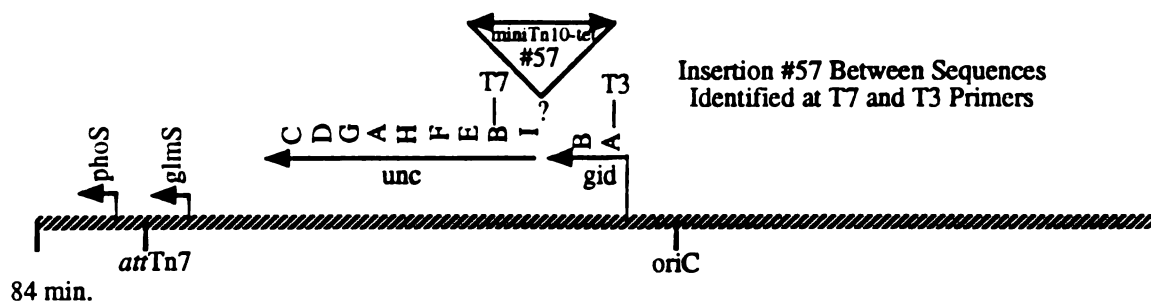 miniTn10-tet
#57
Insertion #57 Between Sequences
Identified at T7 and T3 Primers
T7
T3
?
C D G A H F E B I
B A
unc
gid
phoS
glmS
attTn7
oriC
84 min.